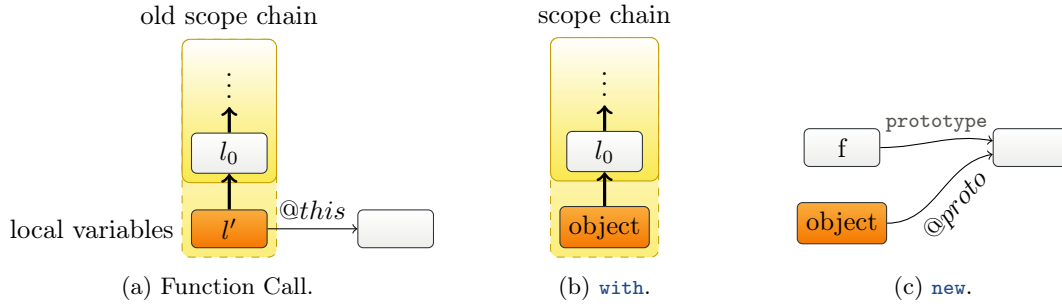 old scope chain
⋮
l₀
local variables
l′
@this
(a) Function Call.
scope chain
⋮
l₀
object
(b) with.
prototype
f
@proto
object
(c) new.